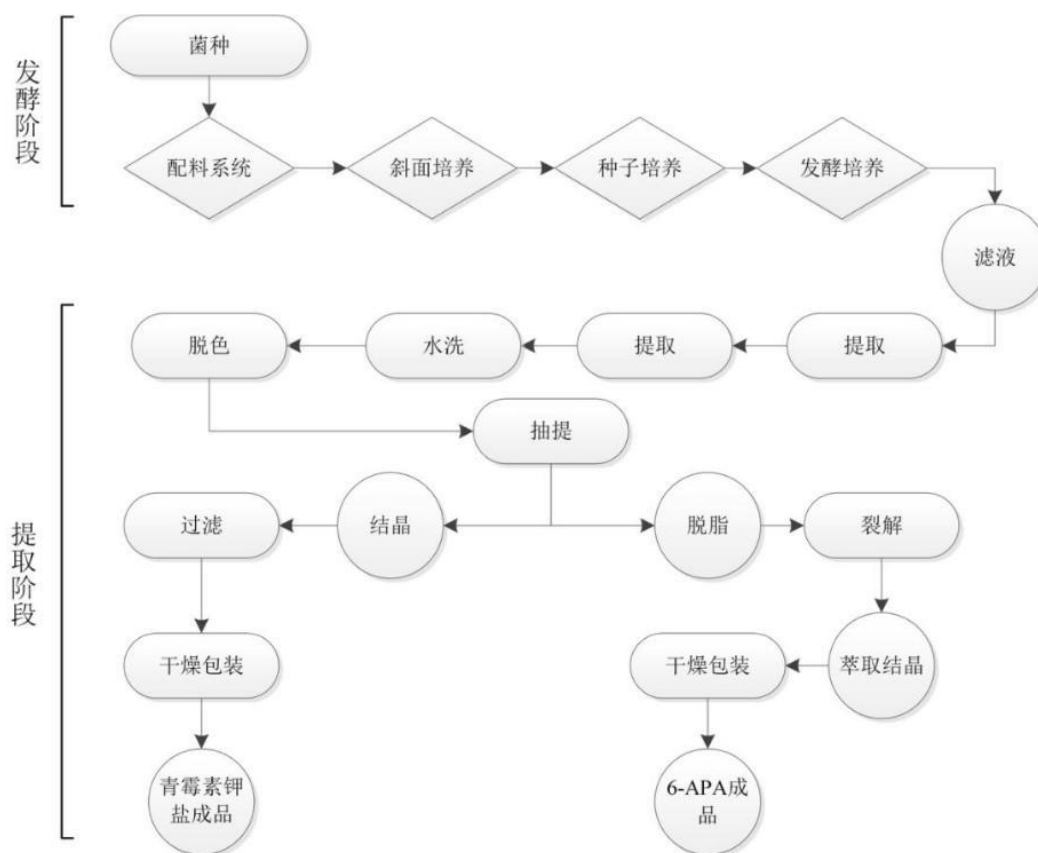 发酵阶段
菌种
配料系统
斜面培养
种子培养
发酵培养
滤液
提取阶段
脱色
水洗
提取
提取
抽提
过滤
结晶
脱脂
裂解
干燥包装
干燥包装
萃取结晶
青霉素钾
盐成品
6-APA成
品